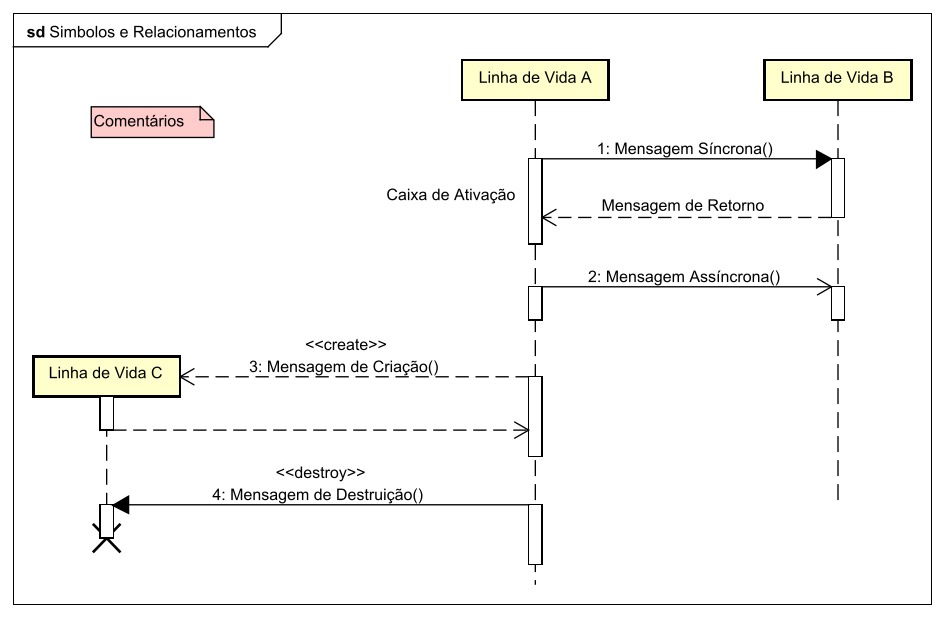 sd Simbolos e Relacionamentos
Linha de Vida A
Linha de Vida B
Comentários
1: Mensagem Síncrona()
Caixa de Ativação
Mensagem de Retorno
2: Mensagem Assíncrona()
<<create>>
3: Mensagem de Criação()
Linha de Vida C
<<destroy>>
4: Mensagem de Destruição()